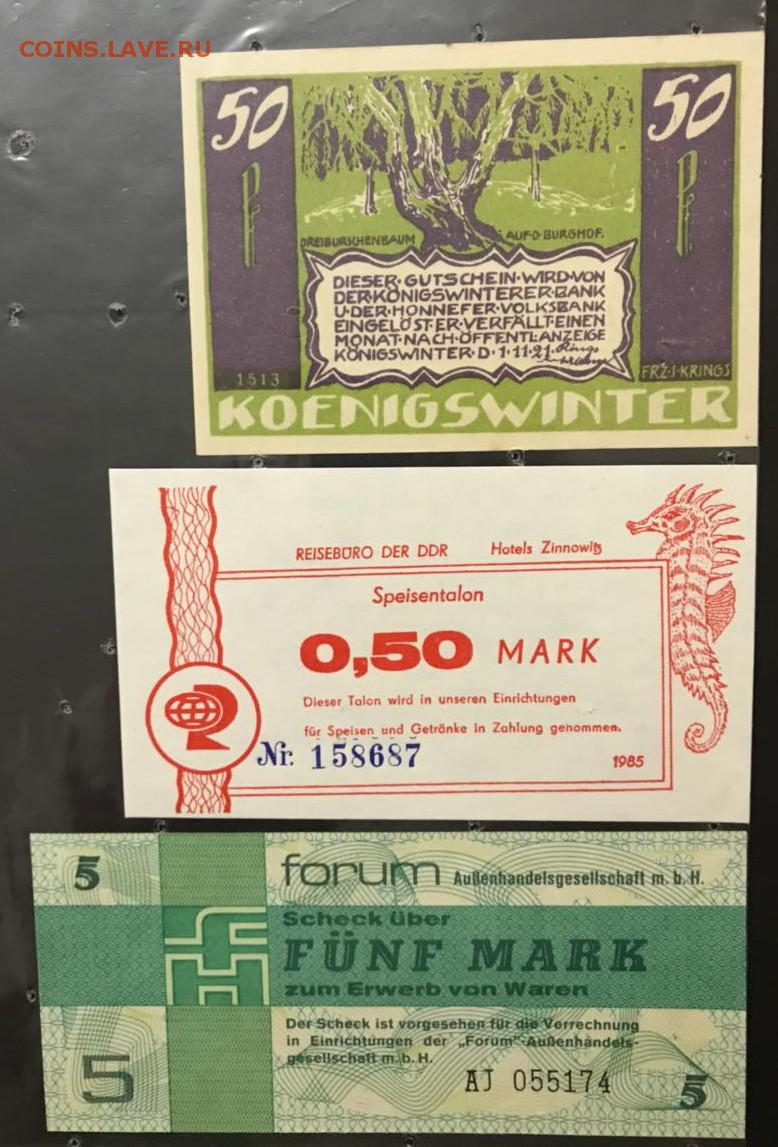 COINS.LAVE.RU
50 50
Pf Pf
DREIBURSCHENBAUM AUF·D·BURGHOF.
DIESER·GUTSCHEIN·WIRD·VON
DER·KÖNIGSWINTERER·BANK
U·DER·HONNEFER·VOLKSBANK
EINGELÖST·ER·VERFÄLLT·EINEN
MONAT·NACH·ÖFFENTL·ANZEIGE
KÖNIGSWINTER·D·1·11·21·
1513 FRZ·J·KRINGS
KOENIGSWINTER
REISEBÜRO DER DDR Hotels Zinnowitz
Speisentalon
0,50 MARK
Dieser Talon wird in unseren Einrichtungen
für Speisen und Getränke in Zahlung genommen.
Nr. 158687
1985
5 forum Außenhandelsgesellschaft m. b. H.
Scheck über
FÜNF MARK
zum Erwerb von Waren
Der Scheck ist vorgesehen für die Verrechnung
in Einrichtungen der „Forum"-Außenhandels-
gesellschaft m. b. H.
5 AJ 055174 5